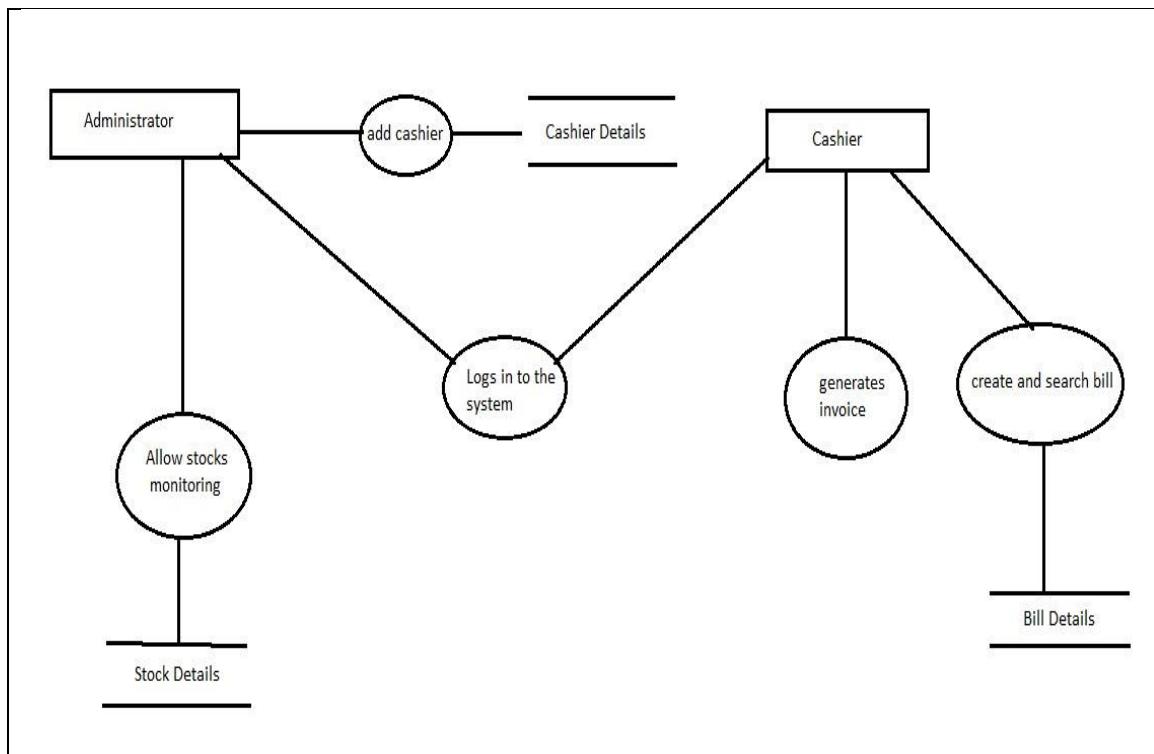 Administrator
add cashier
Cashier Details
Cashier
Logs in to the
system
generates
invoice
create and search bill
Allow stocks
monitoring
Bill Details
Stock Details